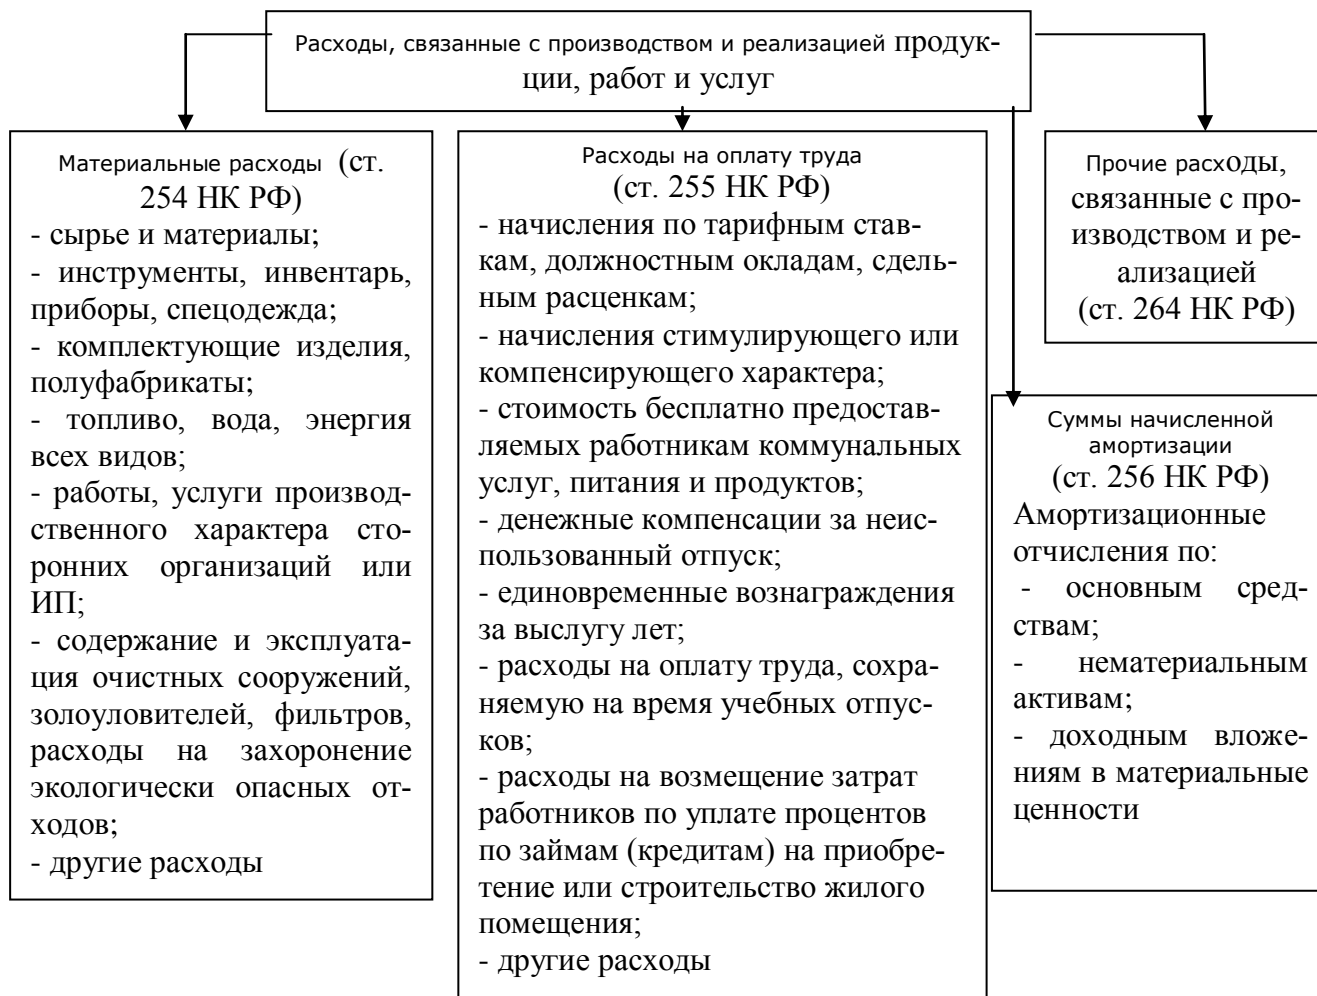 Расходы, связанные с производством и реализацией продук-
ции, работ и услуг
Материальные расходы (ст.
254 НК РФ)
- сырье и материалы;
- инструменты, инвентарь,
приборы, спецодежда;
- комплектующие изделия,
полуфабрикаты;
- топливо, вода, энергия
всех видов;
- работы, услуги производ-
ственного характера сто-
ронних организаций или
ИП;
- содержание и эксплуата-
ция очистных сооружений,
золоуловителей, фильтров,
расходы на захоронение
экологически опасных от-
ходов;
- другие расходы
Расходы на оплату труда
(ст. 255 НК РФ)
- начисления по тарифным став-
кам, должностным окладам, сдель-
ным расценкам;
- начисления стимулирующего или
компенсирующего характера;
- стоимость бесплатно предостав-
ляемых работникам коммунальных
услуг, питания и продуктов;
- денежные компенсации за неис-
пользованный отпуск;
- единовременные вознаграждения
за выслугу лет;
- расходы на оплату труда, сохра-
няемую на время учебных отпус-
ков;
- расходы на возмещение затрат
работников по уплате процентов
по займам (кредитам) на приобре-
тение или строительство жилого
помещения;
- другие расходы
Прочие расходы,
связанные с про-
изводством и ре-
ализацией
(ст. 264 НК РФ)
Суммы начисленной
амортизации
(ст. 256 НК РФ)
Амортизационные
отчисления по:
- основным сред-
ствам;
- нематериальным
активам;
- доходным вложе-
ниям в материальные
ценности